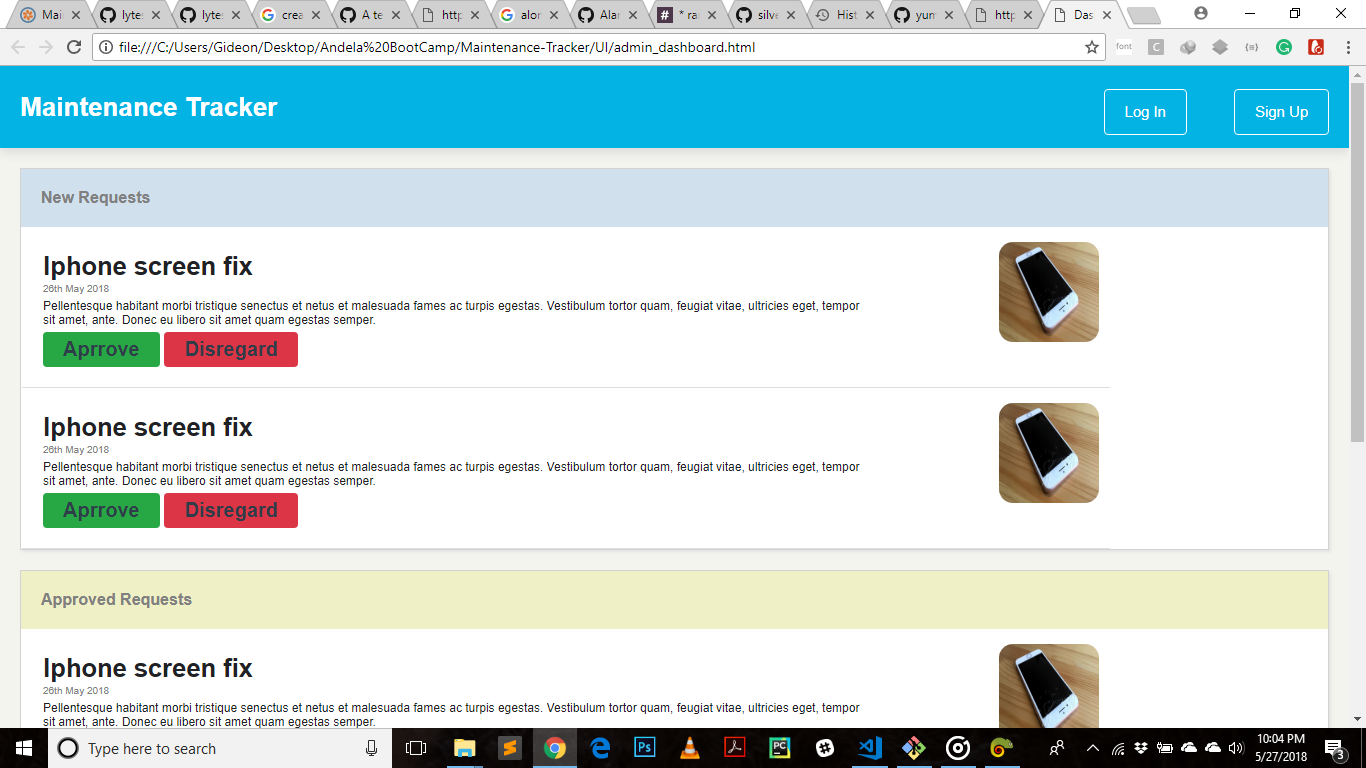 Mai
lytes
lytes
crea
A te
http
alor
Alar
* ra
silve
Hist
yum
http
Das
file:///C:/Users/Gideon/Desktop/Andela%20BootCamp/Maintenance-Tracker/UI/admin_dashboard.html
font
Maintenance Tracker
Log In
Sign Up
New Requests
Iphone screen fix
26th May 2018
Pellentesque habitant morbi tristique senectus et netus et malesuada fames ac turpis egestas. Vestibulum tortor quam, feugiat vitae, ultricies eget, tempor
sit amet, ante. Donec eu libero sit amet quam egestas semper.
Aprrove Disregard
Iphone screen fix
26th May 2018
Pellentesque habitant morbi tristique senectus et netus et malesuada fames ac turpis egestas. Vestibulum tortor quam, feugiat vitae, ultricies eget, tempor
sit amet, ante. Donec eu libero sit amet quam egestas semper.
Aprrove Disregard
Approved Requests
Iphone screen fix
26th May 2018
Pellentesque habitant morbi tristique senectus et netus et malesuada fames ac turpis egestas. Vestibulum tortor quam, feugiat vitae, ultricies eget, tempor
sit amet, ante. Donec eu libero sit amet quam egestas semper.
Type here to search
Ps
PC
10:04 PM
5/27/2018
3